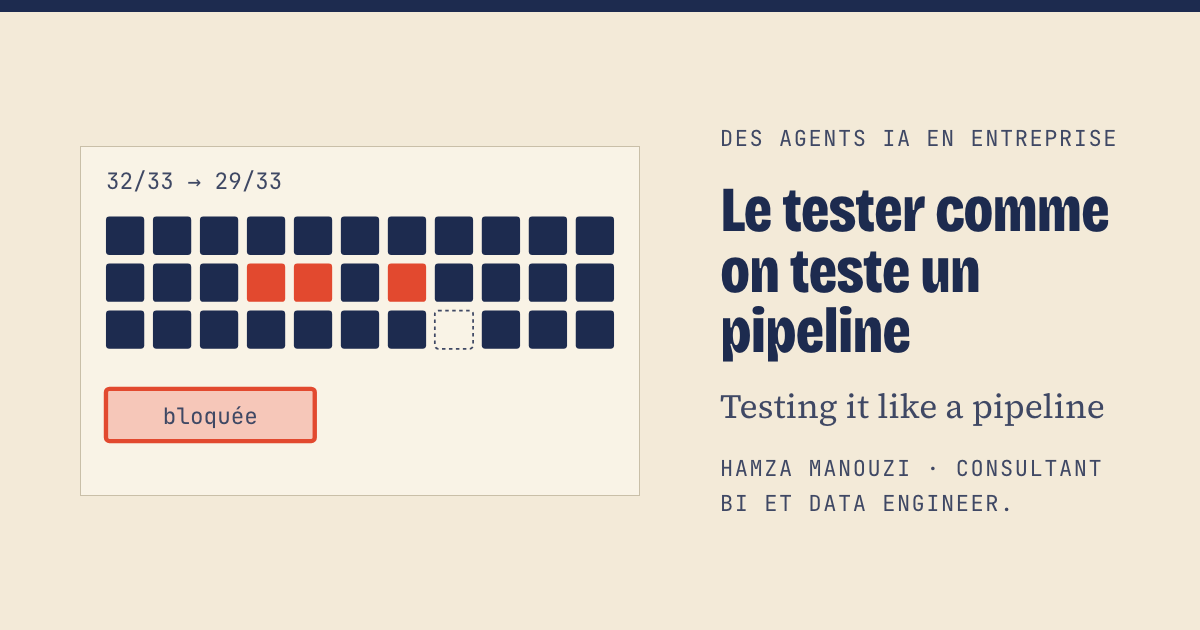 32/33 → 29/33
bloquée
DES AGENTS IA EN ENTREPRISE
Le tester comme
on teste un
pipeline
Testing it like a pipeline
HAMZA MANOUZI · CONSULTANT
BI ET DATA ENGINEER.